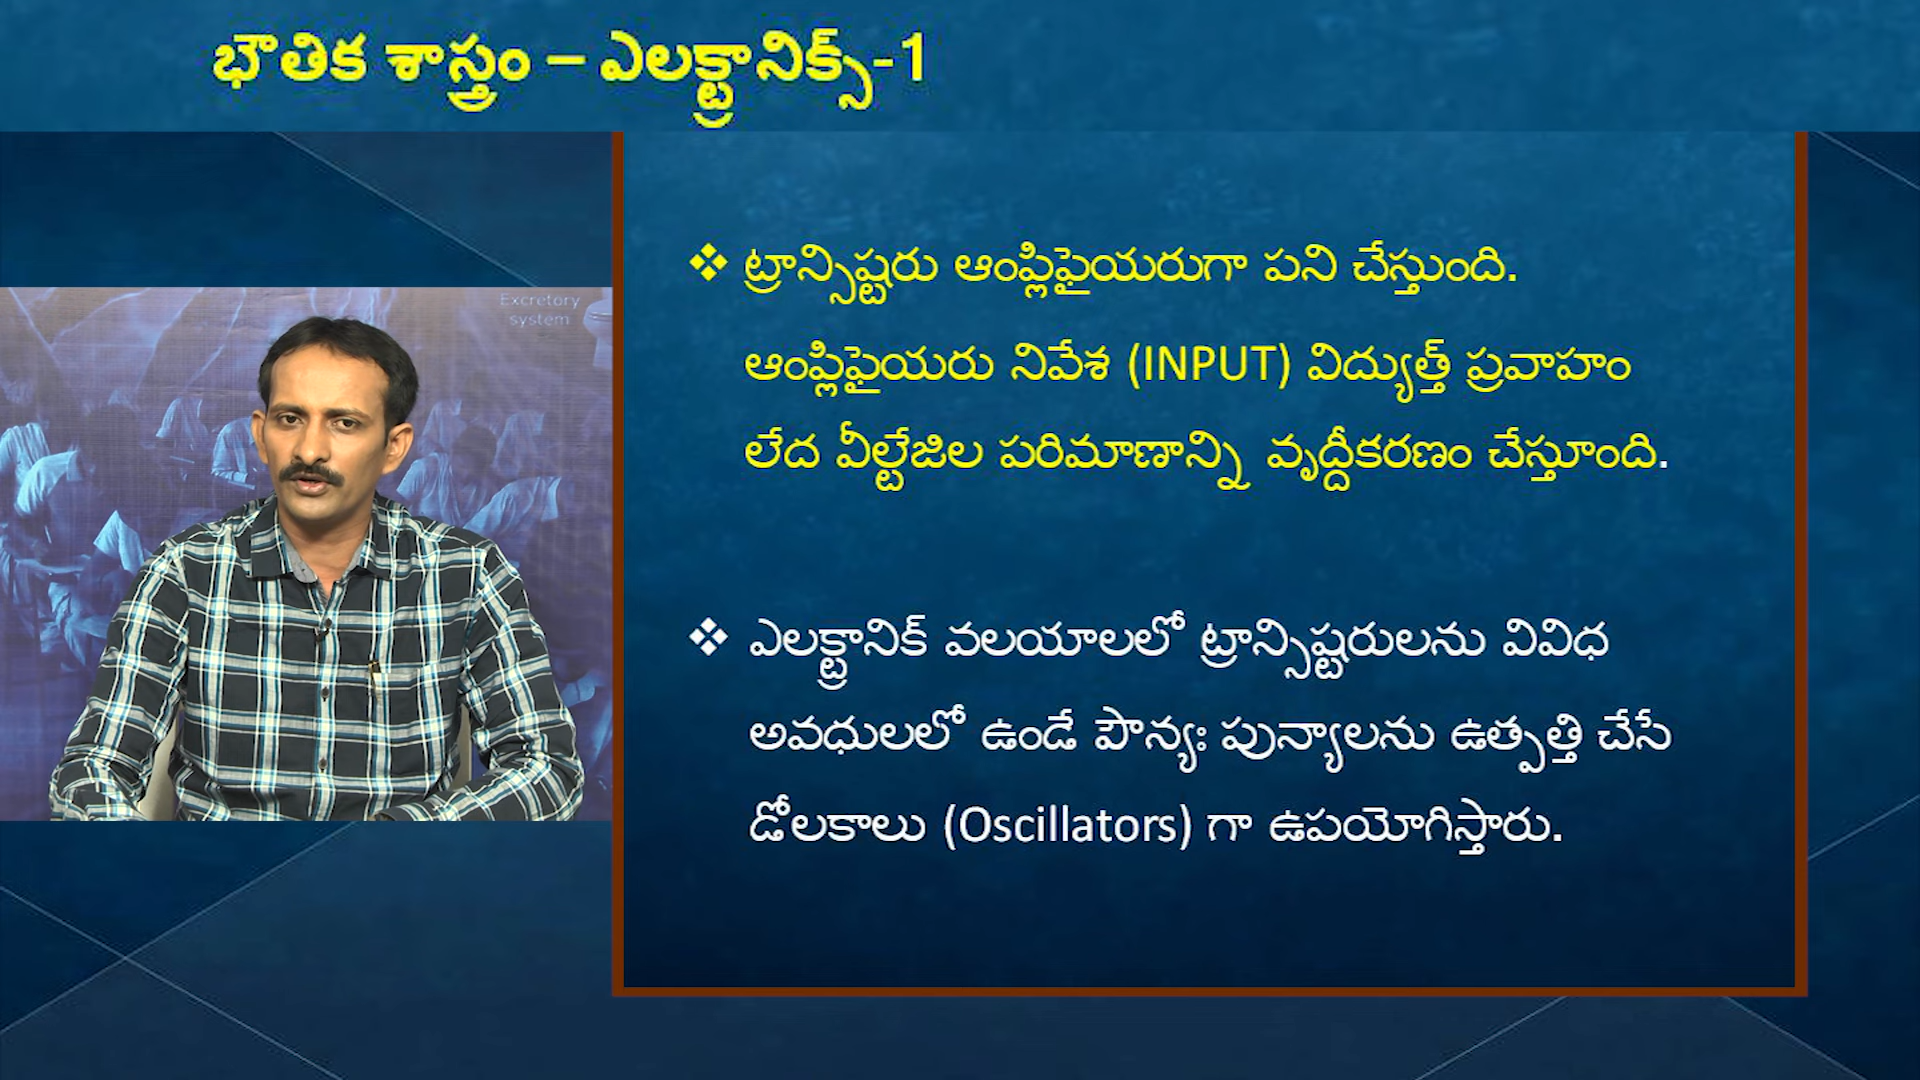 భౌతిక శాస్త్రం – ఎలక్ట్రానిక్స్-1
Excretory
system
❖ ట్రాన్సిష్టరు ఆంప్లిఫైయరుగా పని చేస్తుంది.
ఆంప్లిఫైయరు నివేశ (INPUT) విద్యుత్ ప్రవాహం
లేద వీల్టేజిల పరిమాణాన్ని వృద్దీకరణం చేస్తూంది.
❖ ఎలక్ట్రానిక్ వలయాలలో ట్రాన్సిష్టరులను వివిధ
అవధులలో ఉండే పౌన్యః పున్యాలను ఉత్పత్తి చేసే
డోలకాలు (Oscillators) గా ఉపయోగిస్తారు.